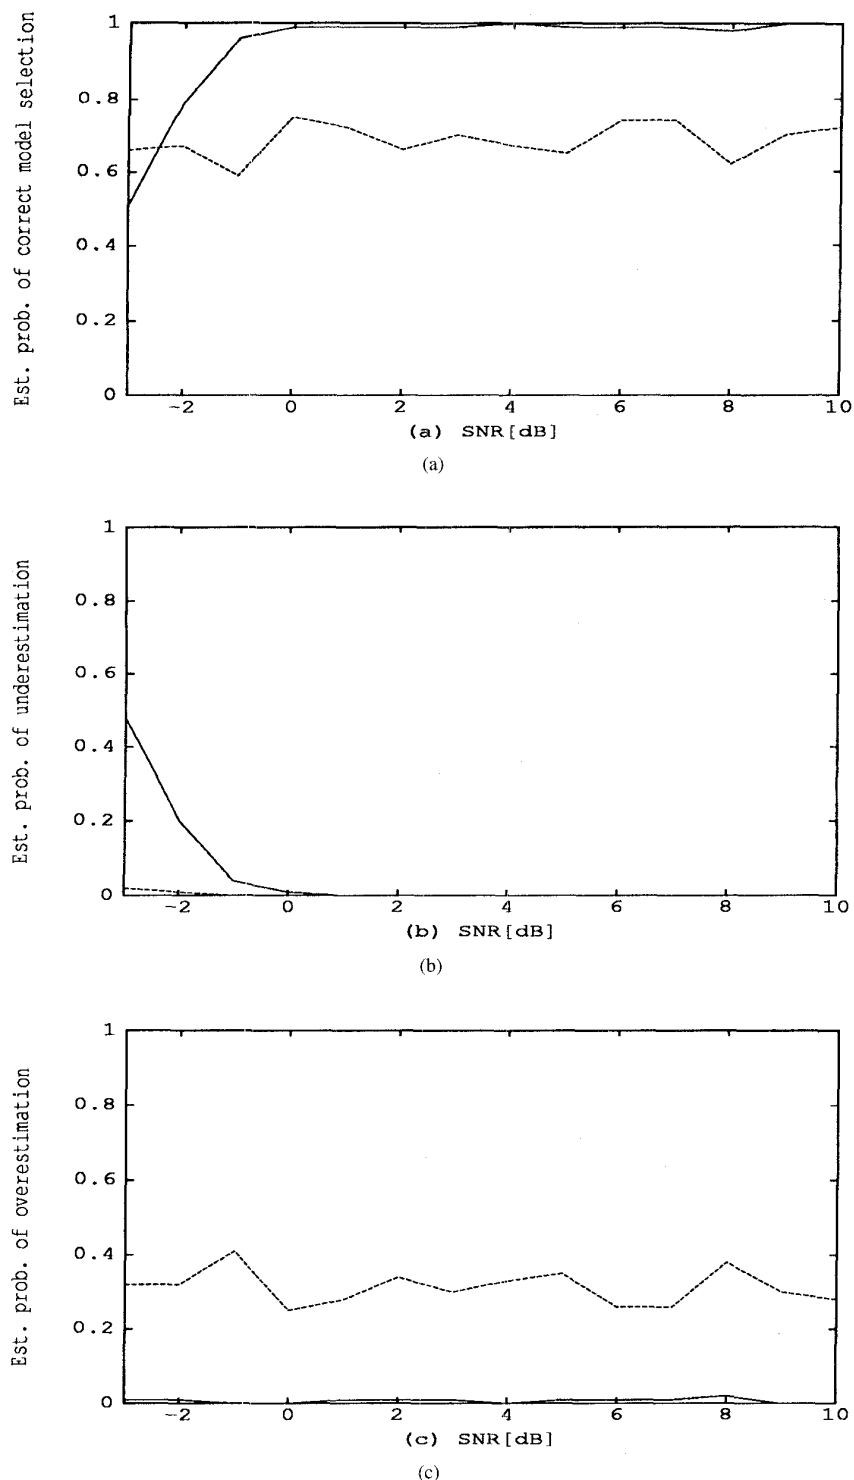 Est. prob. of correct model selection
1
0.8
0.6
0.4
0.2
0
-2 0 2 4 6 8 10
(a) SNR[dB]
(a)
Est. prob. of underestimation
1
0.8
0.6
0.4
0.2
0
-2 0 2 4 6 8 10
(b) SNR[dB]
(b)
Est. prob. of overestimation
1
0.8
0.6
0.4
0.2
0
-2 0 2 4 6 8 10
(c) SNR[dB]
(c)